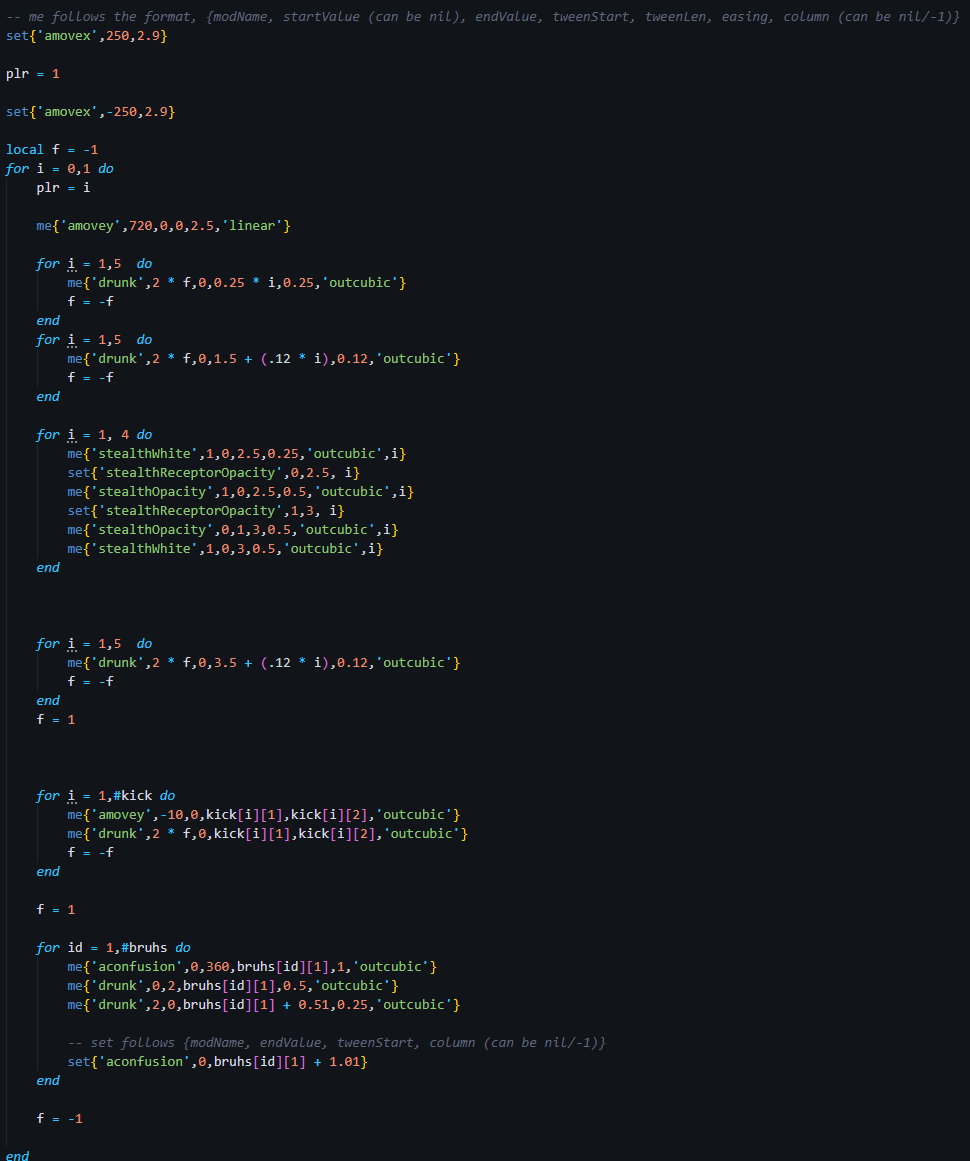 -- me follows the format, {modName, startValue (can be nil), endValue, tweenStart, tweenLen, easing, column (can be nil/-1)}
set{'amovex',250,2.9}
plr = 1
set{'amovex',-250,2.9}
local f = -1
for i = 0,1 do
    plr = i
    me{'amovey',720,0,0,2.5,'linear'}
    for i = 1,5  do
        me{'drunk',2 * f,0,0.25 * i,0.25,'outcubic'}
        f = -f
    end
    for i = 1,5  do
        me{'drunk',2 * f,0,1.5 + (.12 * i),0.12,'outcubic'}
        f = -f
    end
    for i = 1, 4 do
        me{'stealthWhite',1,0,2.5,0.25,'outcubic',i}
        set{'stealthReceptorOpacity',0,2.5, i}
        me{'stealthOpacity',1,0,2.5,0.5,'outcubic',i}
        set{'stealthReceptorOpacity',1,3, i}
        me{'stealthOpacity',0,1,3,0.5,'outcubic',i}
        me{'stealthWhite',1,0,3,0.5,'outcubic',i}
    end
    for i = 1,5  do
        me{'drunk',2 * f,0,3.5 + (.12 * i),0.12,'outcubic'}
        f = -f
    end
    f = 1
    for i = 1,#kick do
        me{'amovey',-10,0,kick[i][1],kick[i][2],'outcubic'}
        me{'drunk',2 * f,0,kick[i][1],kick[i][2],'outcubic'}
        f = -f
    end
    f = 1
    for id = 1,#bruhs do
        me{'aconfusion',0,360,bruhs[id][1],1,'outcubic'}
        me{'drunk',0,2,bruhs[id][1],0.5,'outcubic'}
        me{'drunk',2,0,bruhs[id][1] + 0.51,0.25,'outcubic'}
        -- set follows {modName, endValue, tweenStart, column (can be nil/-1)}
        set{'aconfusion',0,bruhs[id][1] + 1.01}
    end
    f = -1
end